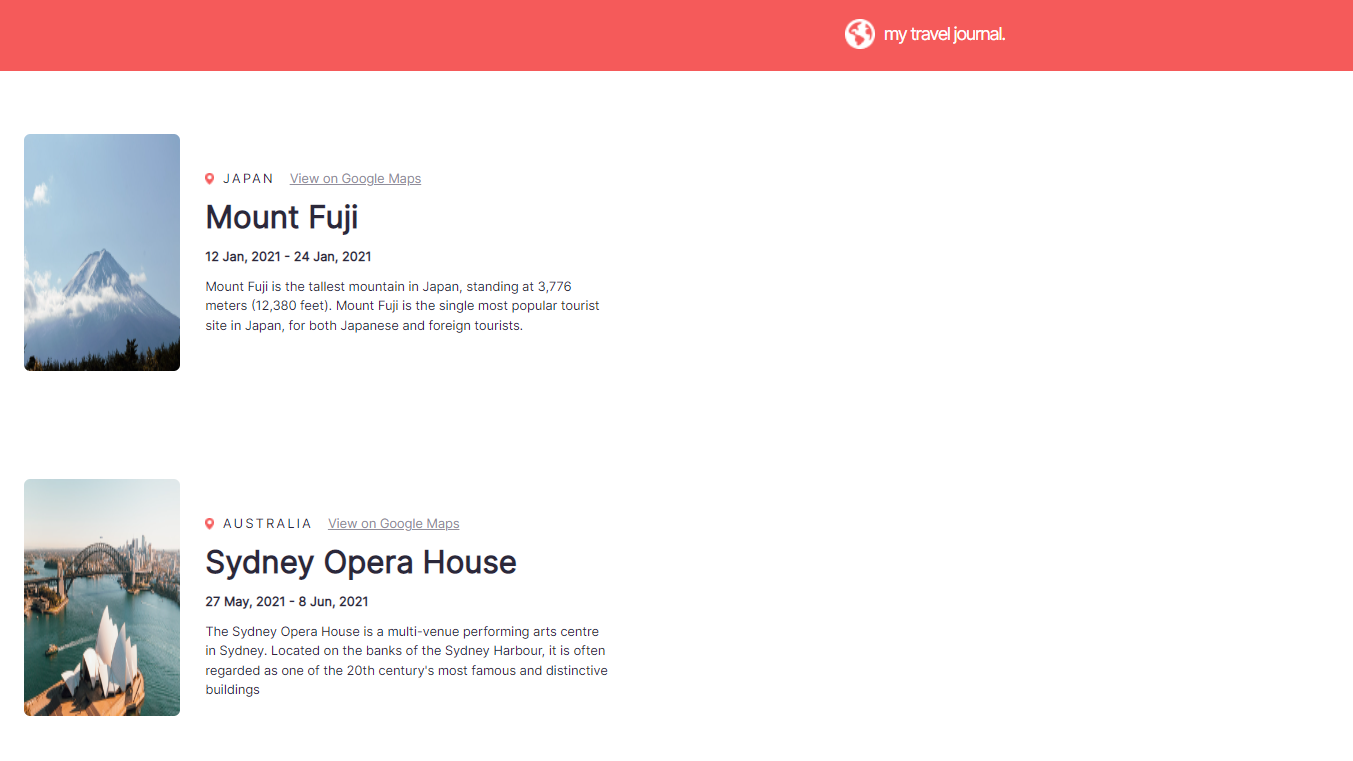 my travel journal.
JAPAN View on Google Maps
Mount Fuji
12 Jan, 2021 - 24 Jan, 2021
Mount Fuji is the tallest mountain in Japan, standing at 3,776
meters (12,380 feet). Mount Fuji is the single most popular tourist
site in Japan, for both Japanese and foreign tourists.
AUSTRALIA View on Google Maps
Sydney Opera House
27 May, 2021 - 8 Jun, 2021
The Sydney Opera House is a multi-venue performing arts centre
in Sydney. Located on the banks of the Sydney Harbour, it is often
regarded as one of the 20th century's most famous and distinctive
buildings